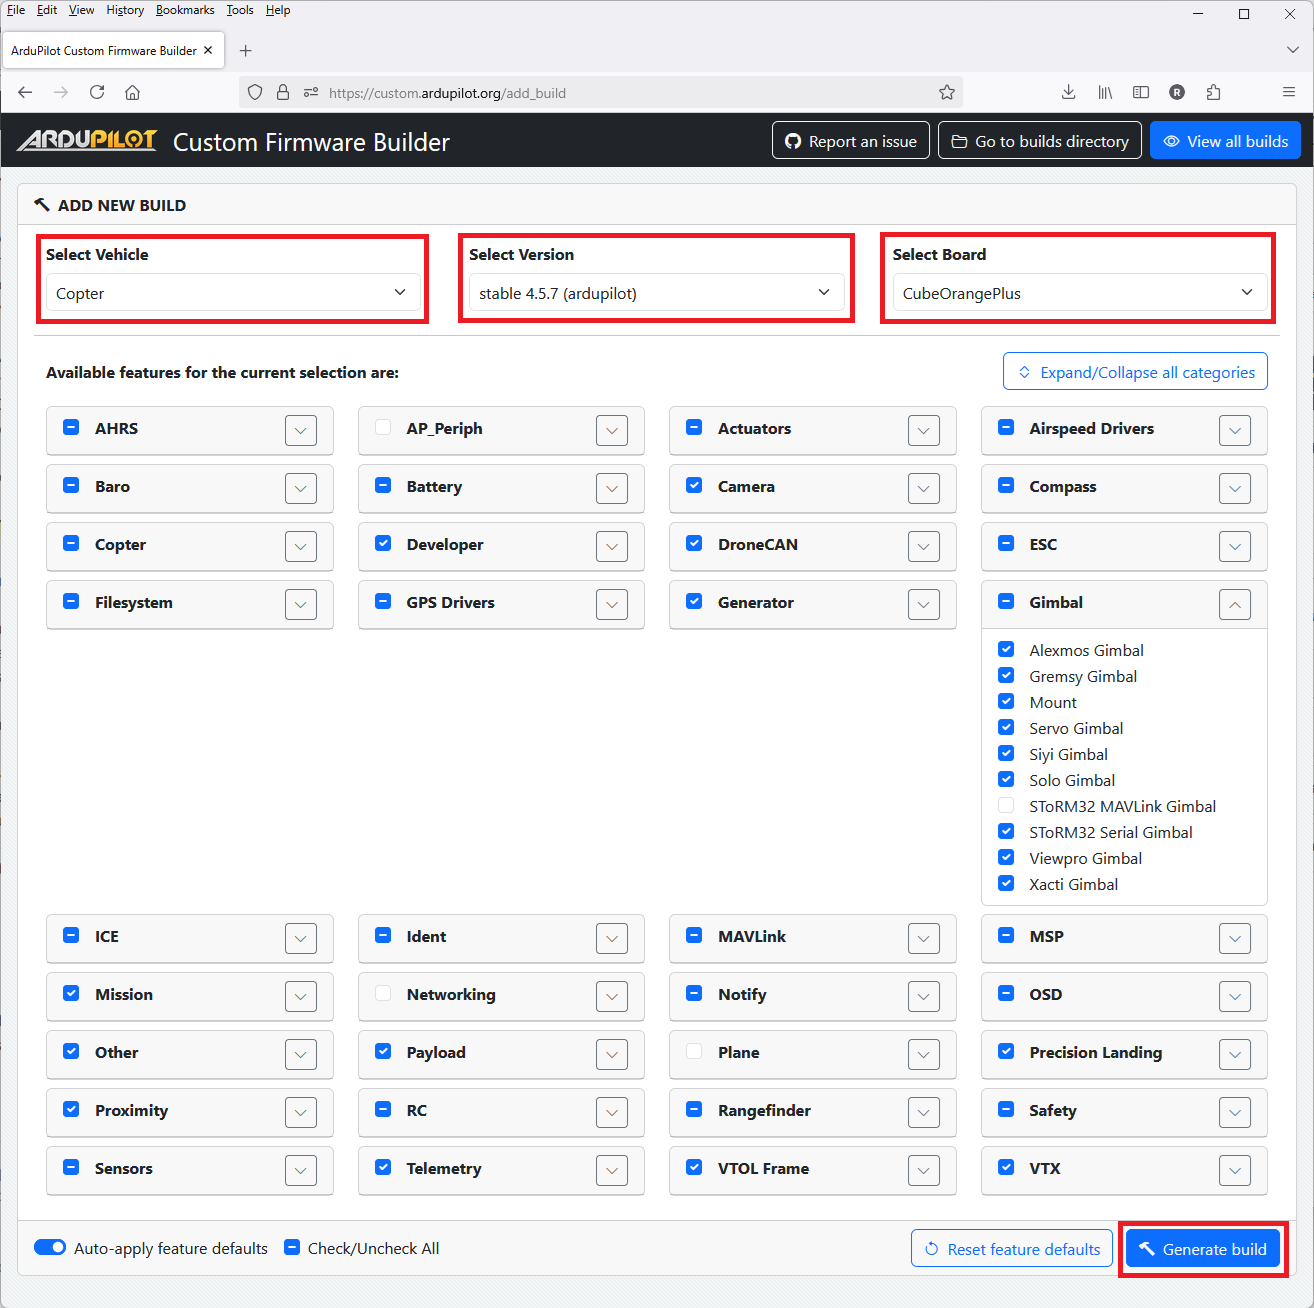 File Edit View History Bookmarks Tools Help
ArduPilot Custom Firmware Builder
https://custom.ardupilot.org/add_build
R
ARDUPILOT Custom Firmware Builder
Report an issue
Go to builds directory
View all builds
ADD NEW BUILD
Select Vehicle
Select Version
Select Board
Copter
stable 4.5.7 (ardupilot)
CubeOrangePlus
Available features for the current selection are:
Expand/Collapse all categories
AHRS
AP_Periph
Actuators
Airspeed Drivers
Baro
Battery
Camera
Compass
Copter
Developer
DroneCAN
ESC
Filesystem
GPS Drivers
Generator
Gimbal
Alexmos Gimbal
Gremsy Gimbal
Mount
Servo Gimbal
Siyi Gimbal
Solo Gimbal
SToRM32 MAVLink Gimbal
SToRM32 Serial Gimbal
Viewpro Gimbal
Xacti Gimbal
ICE
Ident
MAVLink
MSP
Mission
Networking
Notify
OSD
Other
Payload
Plane
Precision Landing
Proximity
RC
Rangefinder
Safety
Sensors
Telemetry
VTOL Frame
VTX
Auto-apply feature defaults
Check/Uncheck All
Reset feature defaults
Generate build